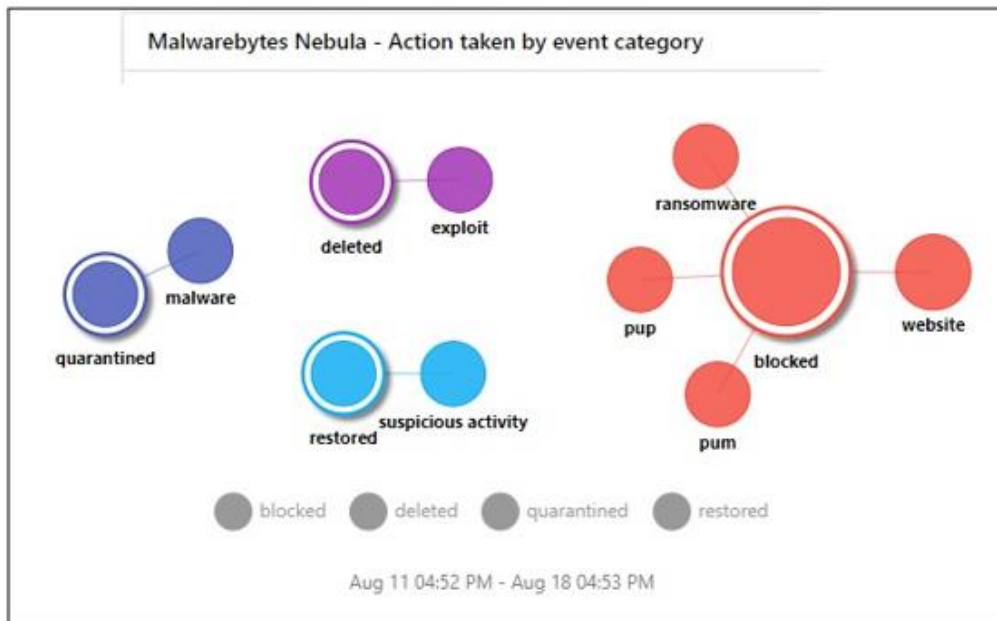 Malwarebytes Nebula - Action taken by event category
ransomware
deleted
exploit
malware
quarantined
pup
website
blocked
restored
suspicious activity
pum
blocked deleted quarantined restored
Aug 11 04:52 PM - Aug 18 04:53 PM